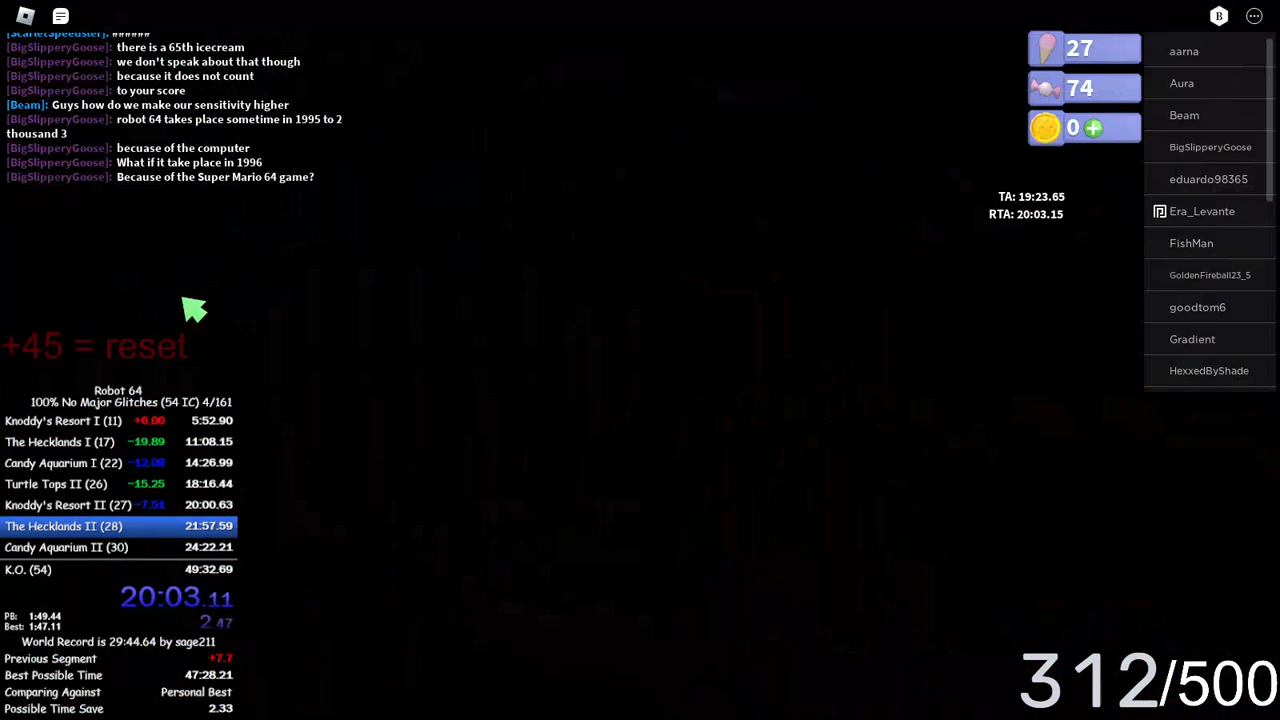 B
[ScarletSpeedster]: ######
[BigSlipperyGoose]: there is a 65th icecream
[BigSlipperyGoose]: we don't speak about that though
[BigSlipperyGoose]: because it does not count
[BigSlipperyGoose]: to your score
[Beam]: Guys how do we make our sensitivity higher
[BigSlipperyGoose]: robot 64 takes place sometime in 1995 to 2
thousand 3
[BigSlipperyGoose]: becuase of the computer
[BigSlipperyGoose]: What if it take place in 1996
[BigSlipperyGoose]: Because of the Super Mario 64 game?
27
74
0
TA: 19:23.65
RTA: 20:03.15
aarna
Aura
Beam
BigSlipperyGoose
eduardo98365
Era_Levante
FishMan
GoldenFireball23_5
goodtom6
Gradient
HexxedByShade
+45 = reset
Robot 64
100% No Major Glitches (54 IC) 4/161
Knoddy's Resort I (11) +6.00 5:52.90
The Hecklands I (17) -19.89 11:08.15
Candy Aquarium I (22) -12.08 14:26.99
Turtle Tops II (26) -15.25 18:16.44
Knoddy's Resort II (27) -7.51 20:00.63
The Hecklands II (28) 21:57.59
Candy Aquarium II (30) 24:22.21
K.O. (54) 49:32.69
20:03.11
PB: 1:49.44
Best: 1:47.11
2.47
World Record is 29:44.64 by sage211
Previous Segment +7.7
Best Possible Time 47:28.21
Comparing Against Personal Best
Possible Time Save 2.33
312/500